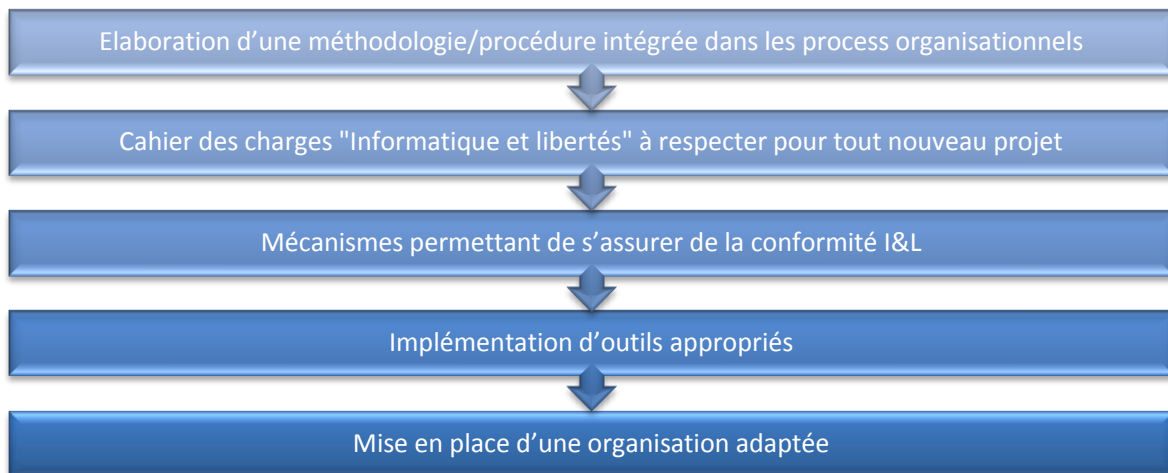 Elaboration d’une méthodologie/procédure intégrée dans les process organisationnels
Cahier des charges "Informatique et libertés" à respecter pour tout nouveau projet
Mécanismes permettant de s’assurer de la conformité I&L
Implémentation d’outils appropriés
Mise en place d’une organisation adaptée